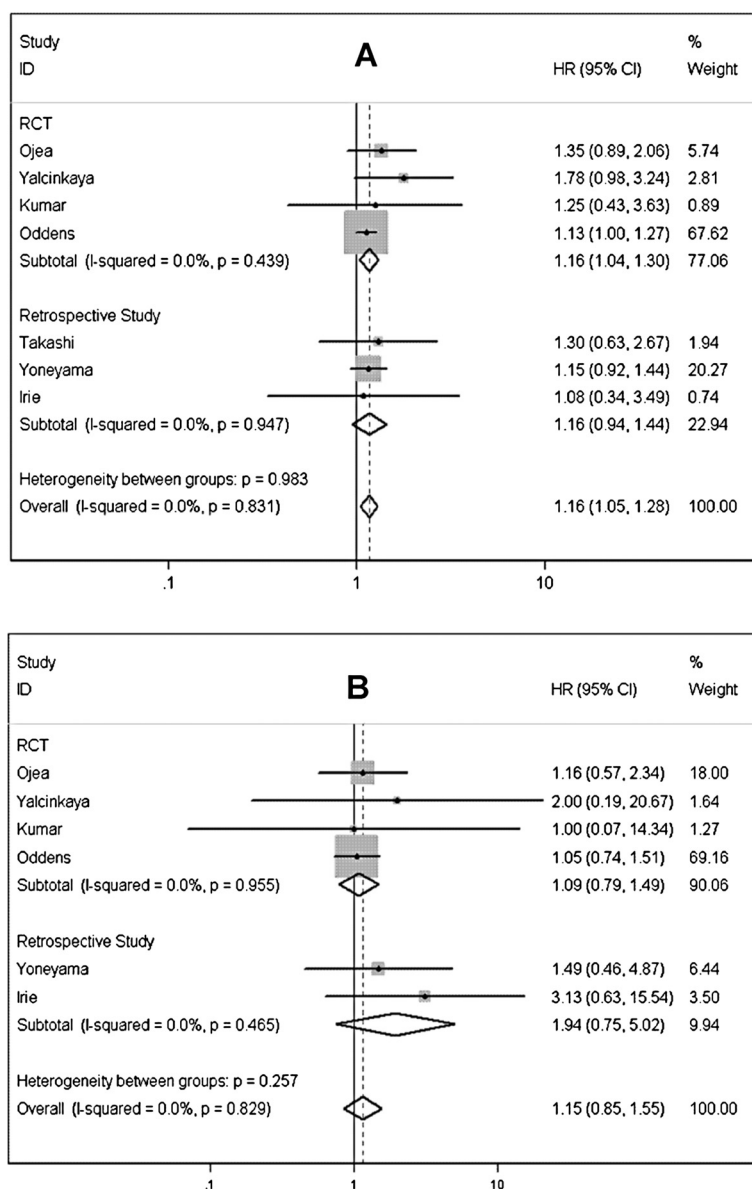 Study %
A
ID HR (95% CI) Weight
RCT
Ojea 1.35 (0.89, 2.06) 5.74
Yalcinkaya 1.78 (0.98, 3.24) 2.81
Kumar 1.25 (0.43, 3.63) 0.89
Oddens 1.13 (1.00, 1.27) 67.62
Subtotal (I-squared = 0.0%, p = 0.439) 1.16 (1.04, 1.30) 77.06
Retrospective Study
Takashi 1.30 (0.63, 2.67) 1.94
Yoneyama 1.15 (0.92, 1.44) 20.27
Irie 1.08 (0.34, 3.49) 0.74
Subtotal (I-squared = 0.0%, p = 0.947) 1.16 (0.94, 1.44) 22.94
Heterogeneity between groups: p = 0.983
Overall (I-squared = 0.0%, p = 0.831) 1.16 (1.05, 1.28) 100.00
.1 1 10
Study %
B
ID HR (95% CI) Weight
RCT
Ojea 1.16 (0.57, 2.34) 18.00
Yalcinkaya 2.00 (0.19, 20.67) 1.64
Kumar 1.00 (0.07, 14.34) 1.27
Oddens 1.05 (0.74, 1.51) 69.16
Subtotal (I-squared = 0.0%, p = 0.955) 1.09 (0.79, 1.49) 90.06
Retrospective Study
Yoneyama 1.49 (0.46, 4.87) 6.44
Irie 3.13 (0.63, 15.54) 3.50
Subtotal (I-squared = 0.0%, p = 0.465) 1.94 (0.75, 5.02) 9.94
Heterogeneity between groups: p = 0.257
Overall (I-squared = 0.0%, p = 0.829) 1.15 (0.85, 1.55) 100.00
.1 1 10